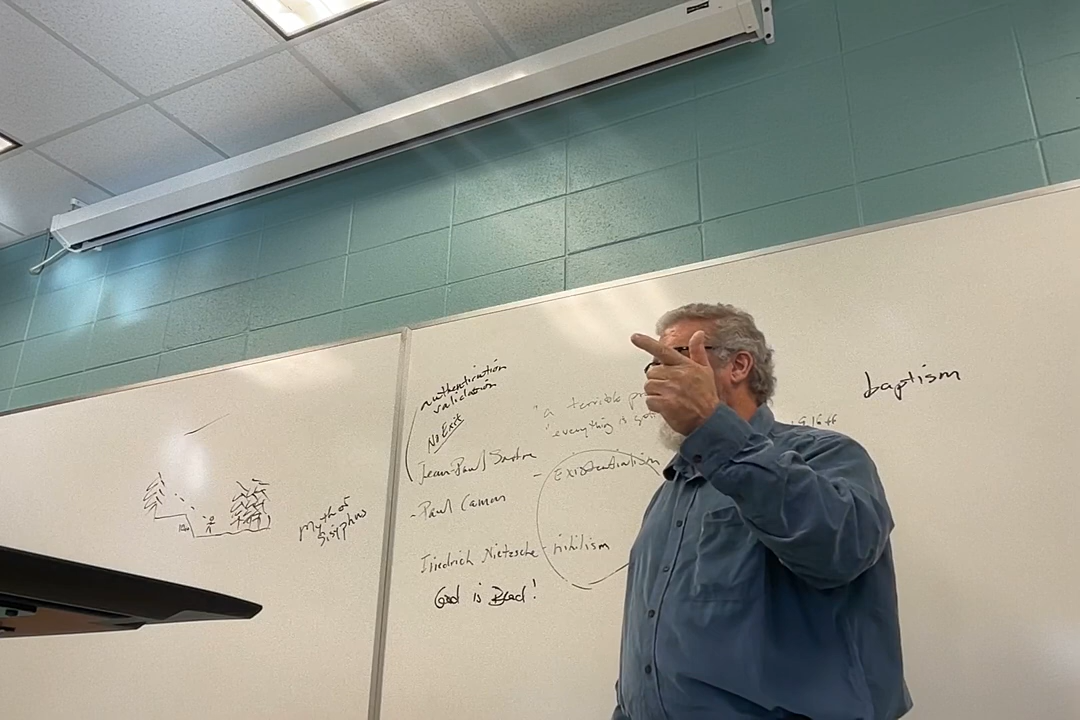 Myth of
Sisyphus
authentication
validation
No Exit
Jean-Paul Sartre
"a terrible
"everything is
- Existentialism
- Paul Camus
Friedrich Nietzsche - nihilism
God is Dead!
baptism